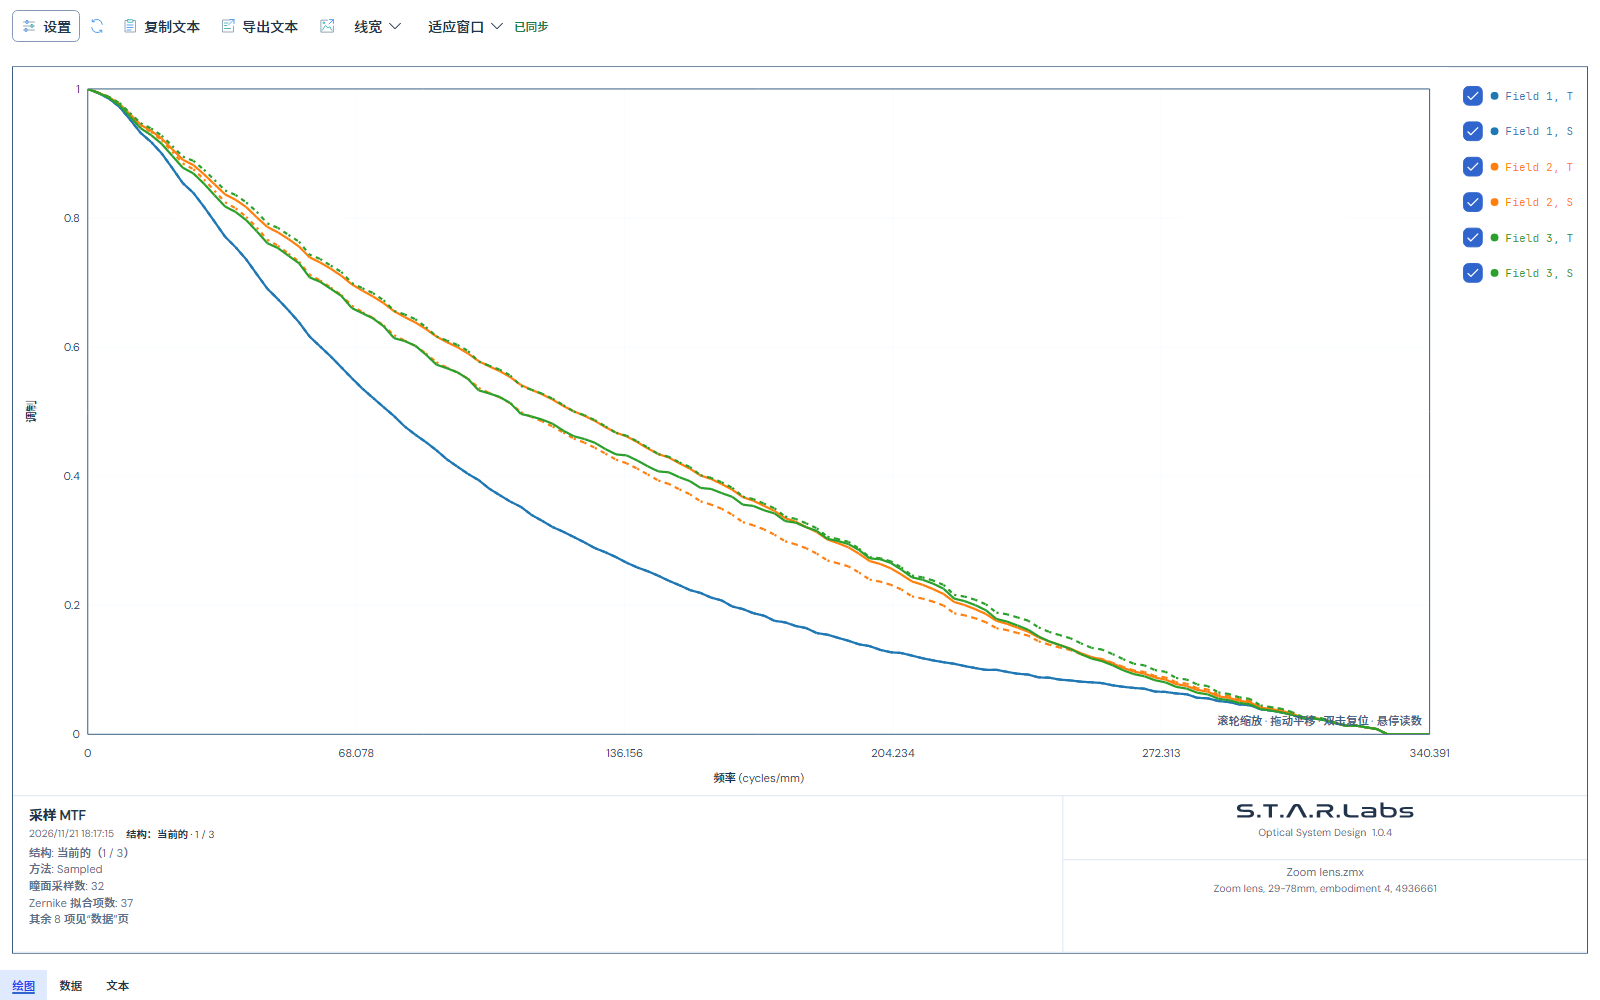 设置 复制文本 导出文本 线宽 适应窗口 已同步
1
0.8
0.6
0.4
0.2
0
调制
0 68.078 136.156 204.234 272.313 340.391
频率 (cycles/mm)
滚轮缩放 · 拖动平移 · 双击复位 · 悬停读数
Field 1, T
Field 1, S
Field 2, T
Field 2, S
Field 3, T
Field 3, S
采样 MTF
2026/11/21 18:17:15 结构: 当前的 · 1 / 3
结构: 当前的 (1 / 3)
方法: Sampled
瞳面采样数: 32
Zernike 拟合项数: 37
其余 8 项见“数据”页
S.T.A.R.Labs
Optical System Design 1.0.4
Zoom lens.zmx
Zoom lens, 29-78mm, embodiment 4, 4936661
绘图 数据 文本